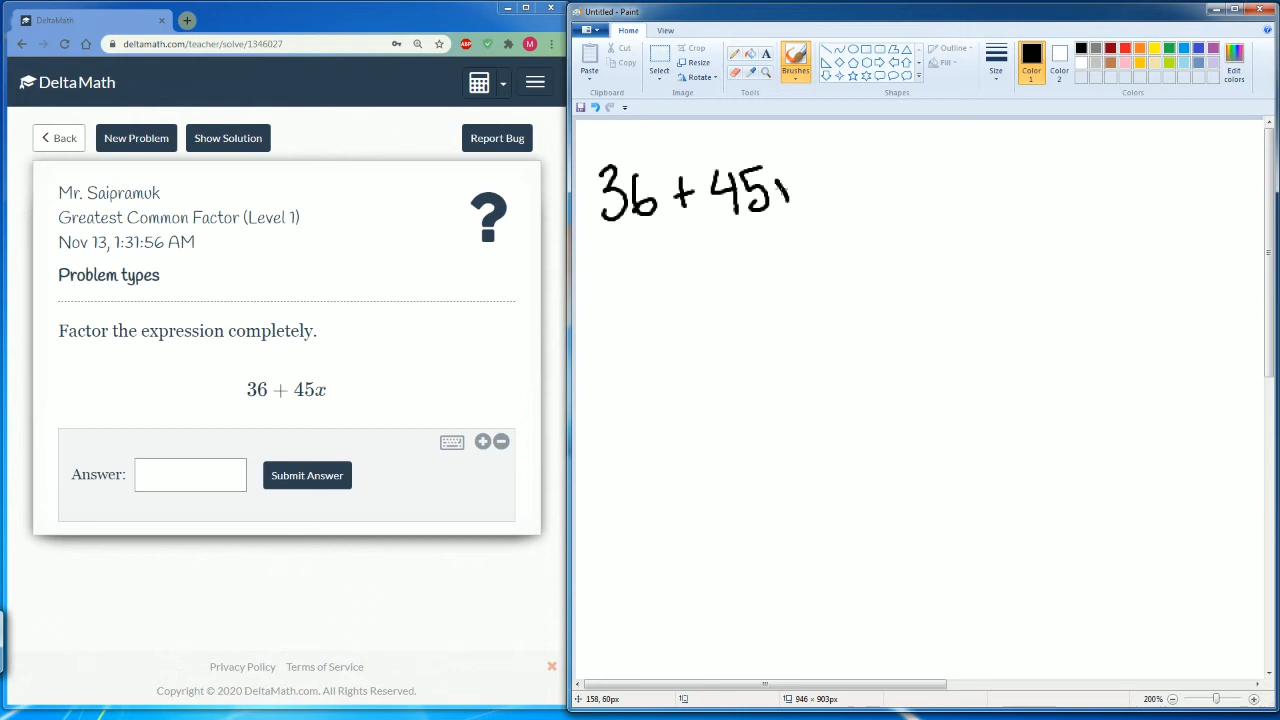 DeltaMath
deltamath.com/teacher/solve/1346027
ABP
M
DeltaMath
Back
New Problem
Show Solution
Report Bug
Mr. Saipramuk
Greatest Common Factor (Level 1)
Nov 13, 1:31:56 AM
Problem types
Factor the expression completely.
36 + 45x
Answer:
Submit Answer
Privacy Policy Terms of Service
Copyright © 2020 DeltaMath.com. All Rights Reserved.
Untitled - Paint
Home View
Paste
Cut
Copy
Clipboard
Select
Crop
Resize
Rotate
Image
A
Tools
Brushes
Outline
Fill
Shapes
Size
Color 1
Color 2
Edit colors
Colors
36 + 45
158, 60px
946 × 903px
200%